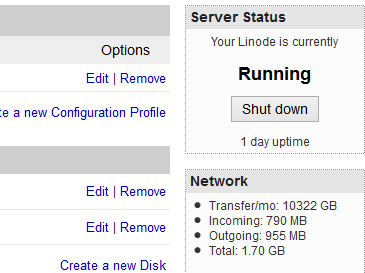 Options
Edit | Remove
te a new Configuration Profile
Edit | Remove
Edit | Remove
Create a new Disk
Server Status
Your Linode is currently
Running
Shut down
1 day uptime
Network
Transfer/mo: 10322 GB
Incoming: 790 MB
Outgoing: 955 MB
Total: 1.70 GB